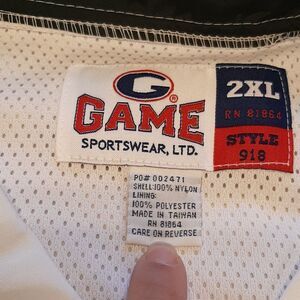 G
GAME®
SPORTSWEAR, LTD.
2XL
RN 81864
STYLE
918
PO# 002471
SHELL:100% NYLON
LINING:
100% POLYESTER
MADE IN TAIWAN
RN 81864
CARE ON REVERSE